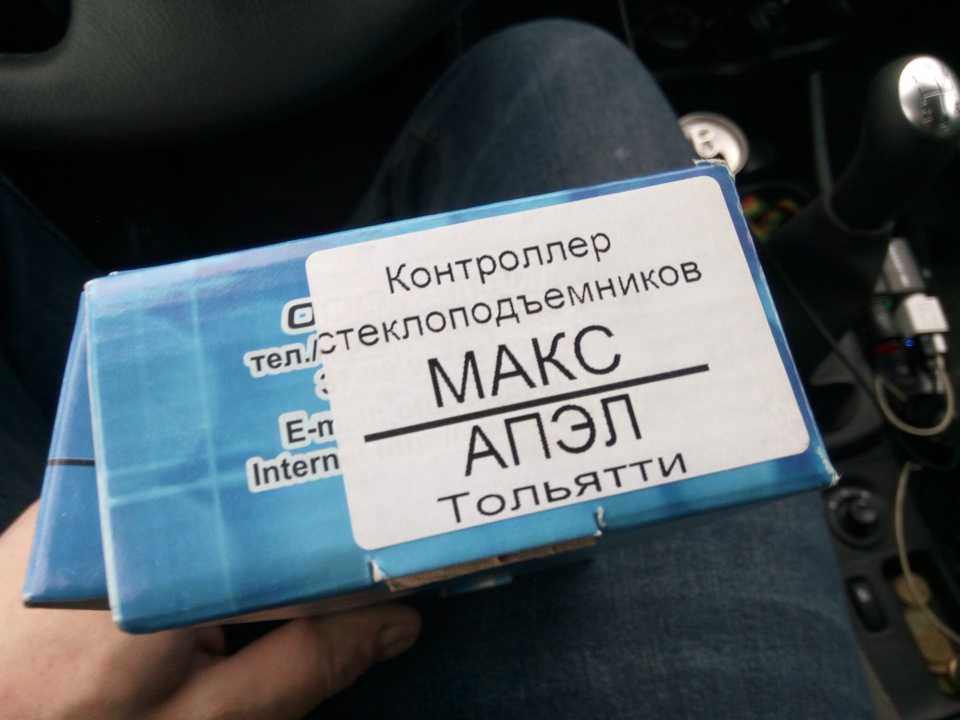 Контроллер
стеклоподъемников
МАКС
АПЭЛ
Тольятти
тел./
E-m
Intern